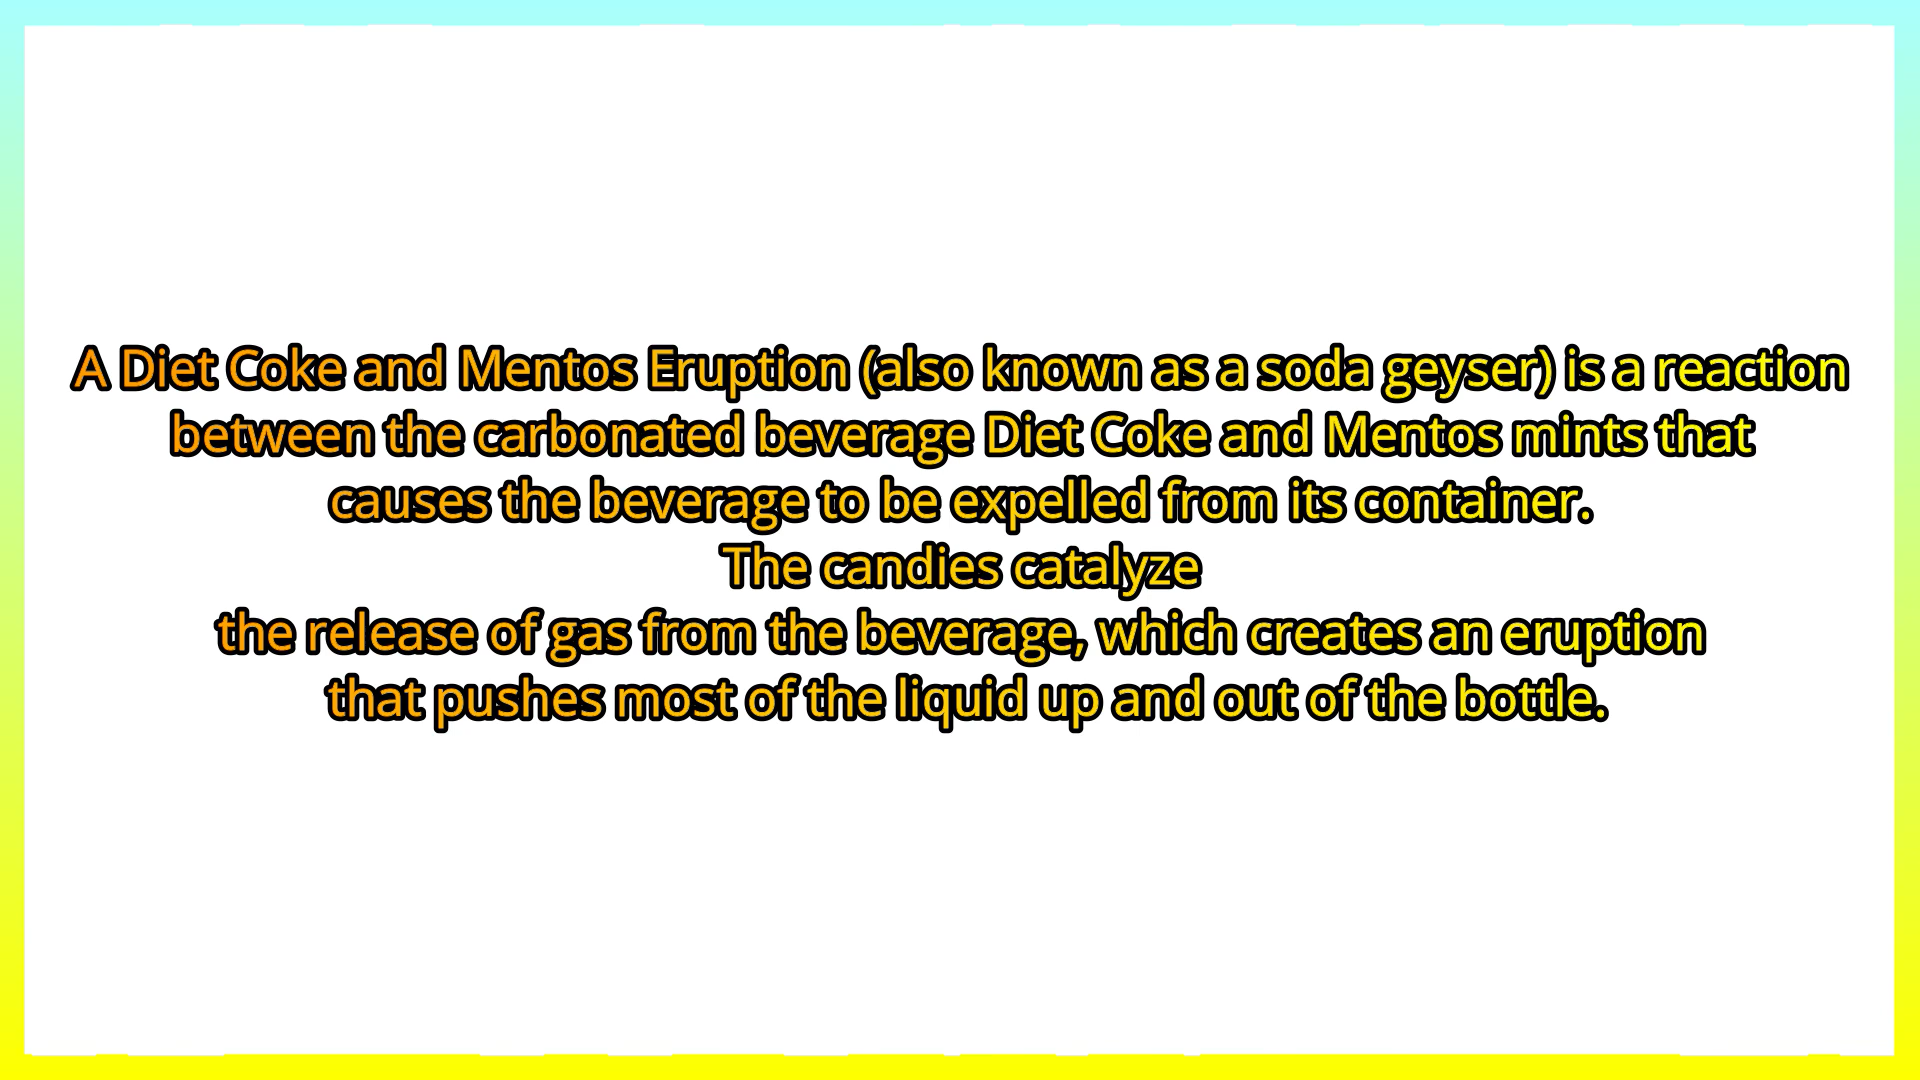 A Diet Coke and Mentos Eruption (also known as a soda geyser) is a reaction
between the carbonated beverage Diet Coke and Mentos mints that
causes the beverage to be expelled from its container.
The candies catalyze
the release of gas from the beverage, which creates an eruption
that pushes most of the liquid up and out of the bottle.